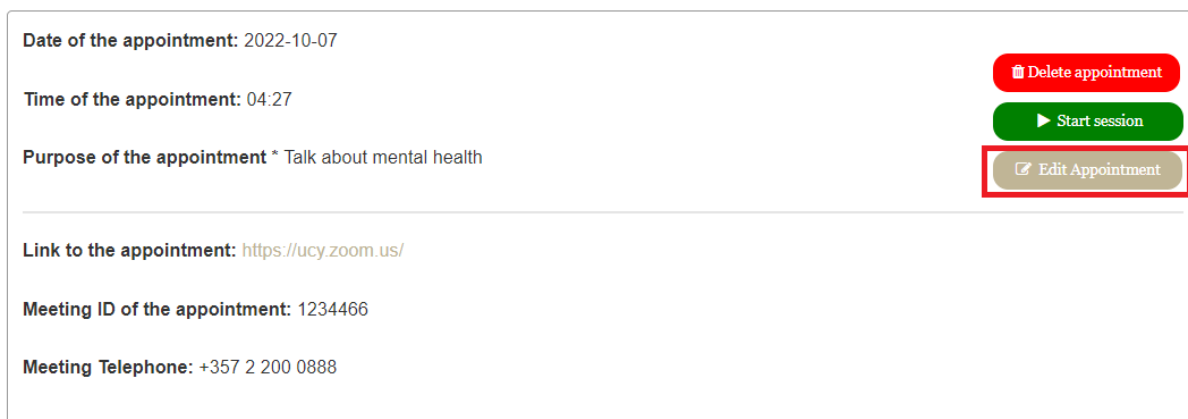 Date of the appointment: 2022-10-07
Delete appointment
Time of the appointment: 04:27
Start session
Purpose of the appointment * Talk about mental health
Edit Appointment
Link to the appointment: https://ucy.zoom.us/
Meeting ID of the appointment: 1234466
Meeting Telephone: +357 2 200 0888